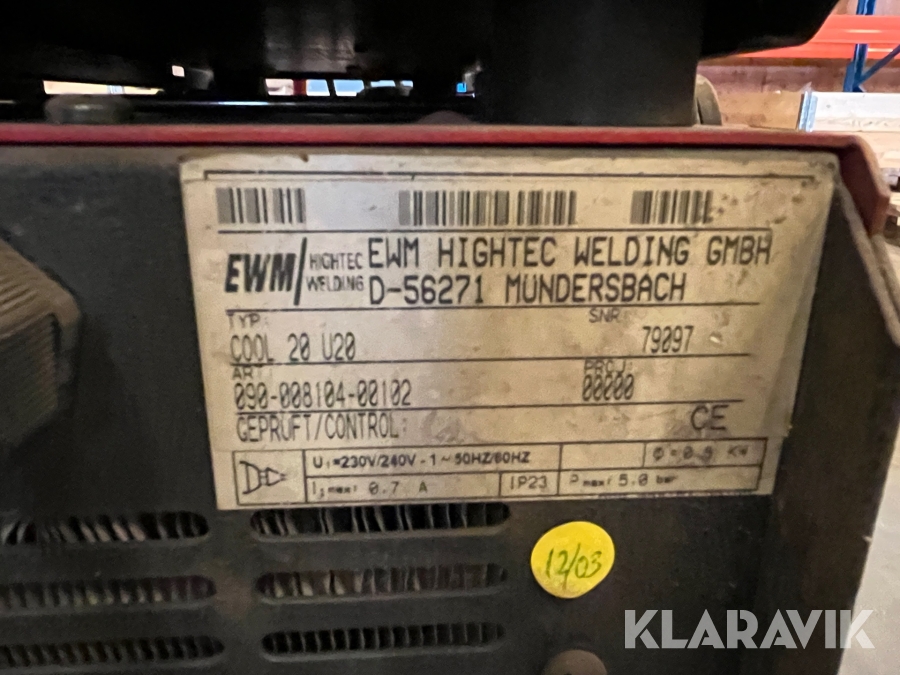 EWM HIGHTEC WELDING GMBH
EWM/ HIGHTEC WELDING
D-56271 MÜNDERSBACH
TYP:
SNR:
COOL 20 U20
79097
ART:
PROJ:
090-008104-00102
00000
GEPRÜFT/CONTROL:
CE
U1=230V/240V - 1~50HZ/60HZ
I1max: 0.7 A
IP23
P max: 5.0 bar
12/03
KLARAVIK